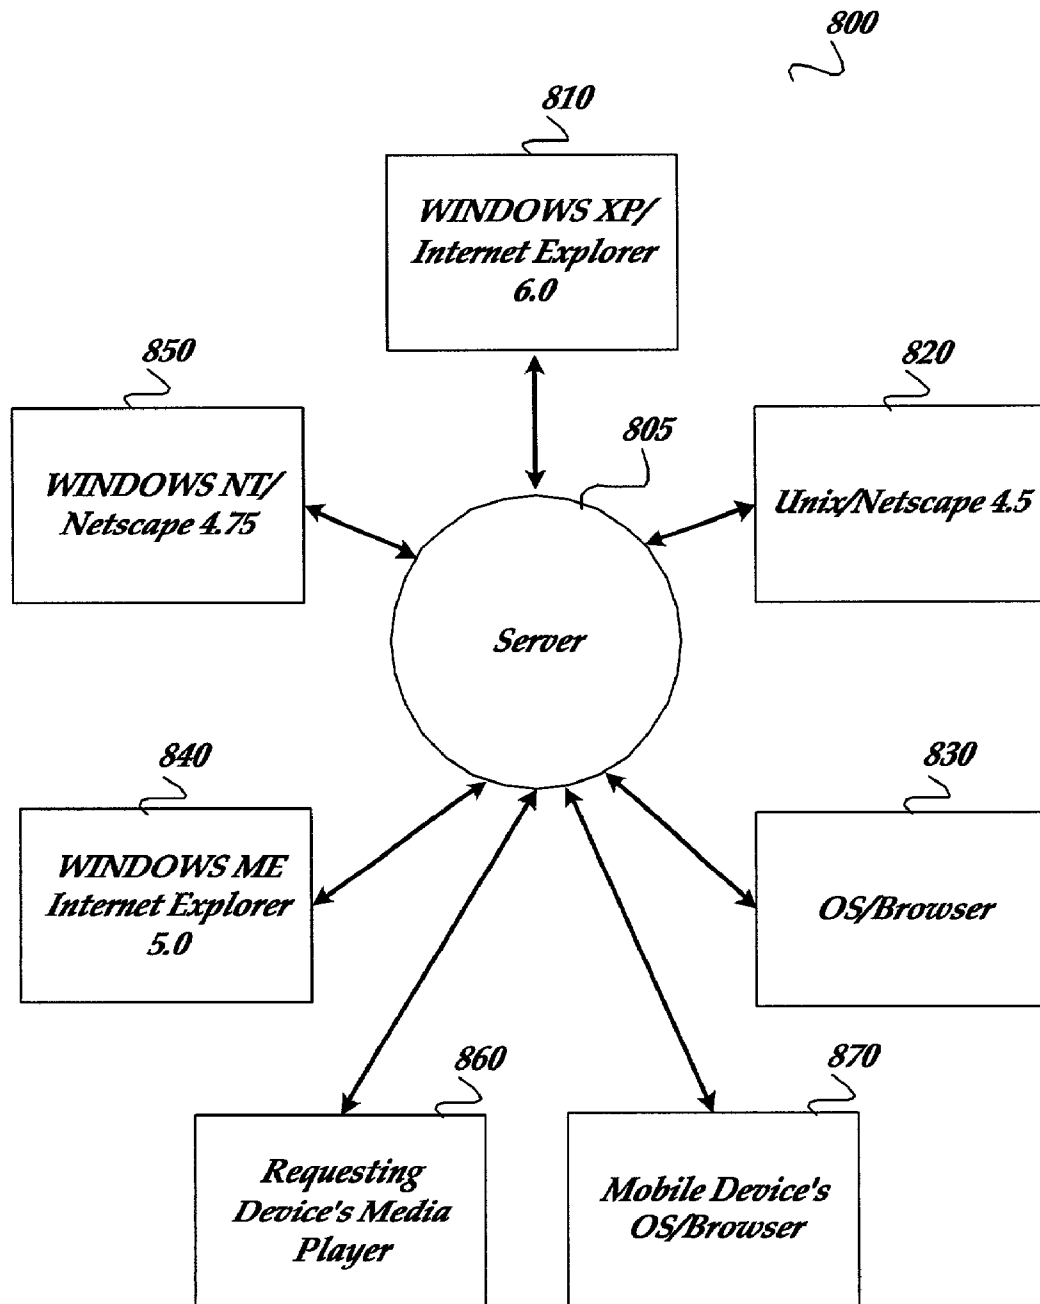 800
810
WINDOWS XP/
Internet Explorer
6.0
850
WINDOWS NT/
Netscape 4.75
820
Unix/Netscape 4.5
805
Server
840
WINDOWS ME
Internet Explorer
5.0
830
OS/Browser
860
Requesting
Device's Media
Player
870
Mobile Device's
OS/Browser